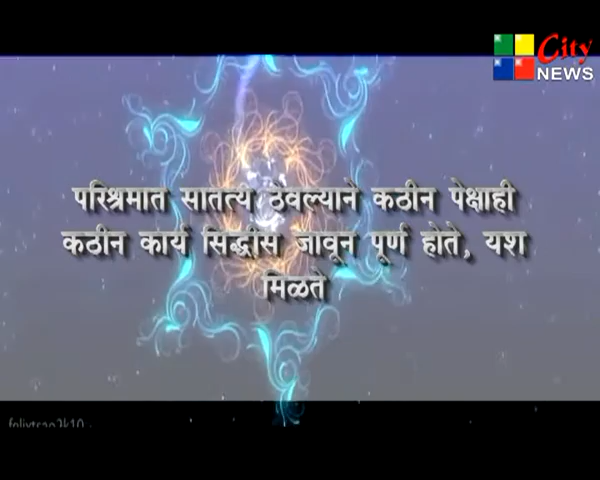 City
NEWS
परिश्रमात सातत्य ठेवल्याने कठीन पेक्षाही
कठीन कार्य सिद्धीस जावून पूर्ण होते, यश
मिळते